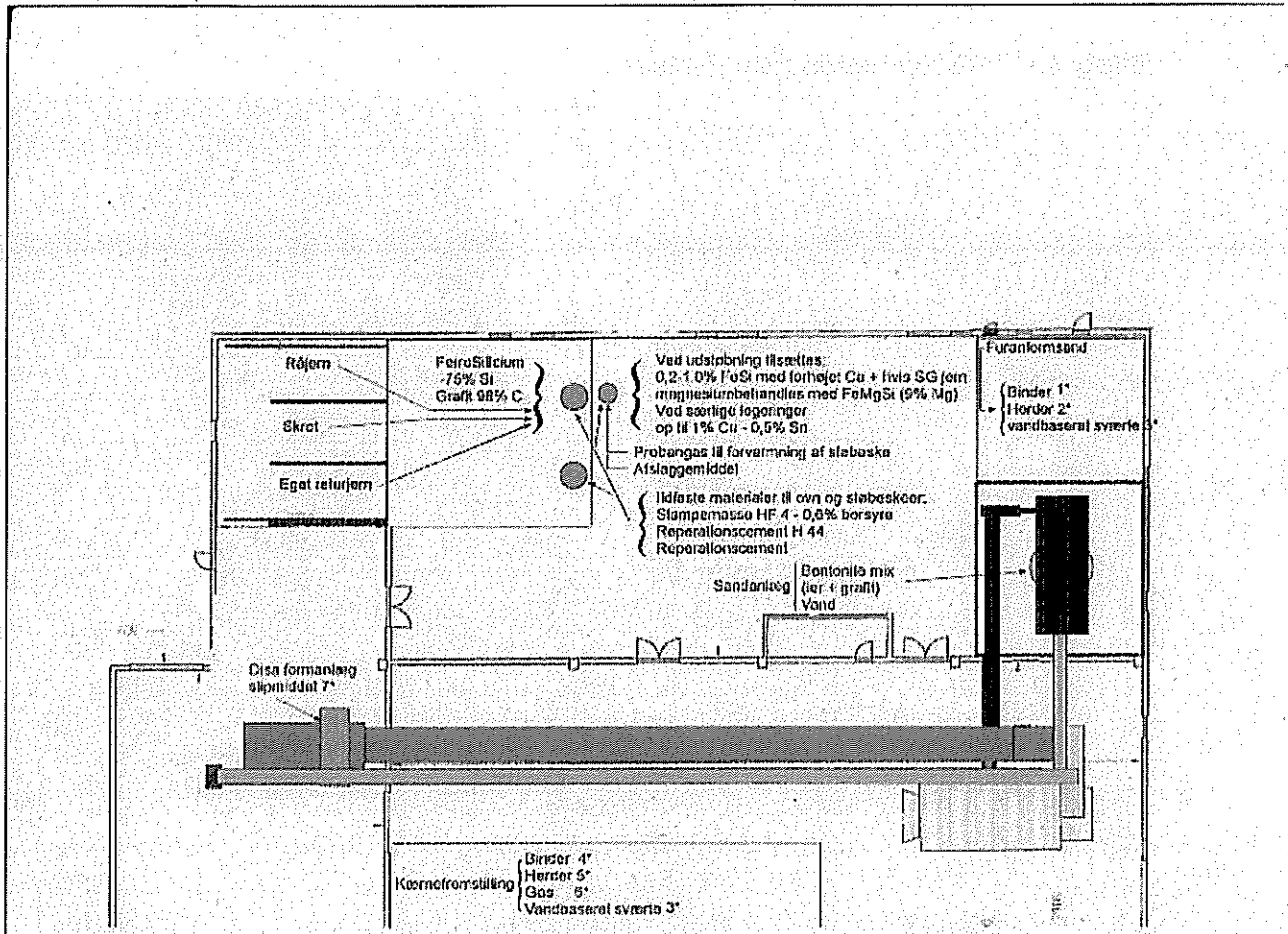 Råjern
Skrot
Eget returjern
FerroSilicium
-75% Si
Grafit 98% C
Ved udstøbning tilsættes:
0,2-1.0% FeSi med forhøjet Ca + hvis SG jern
magnesiumbehandles med FeMgSi (9% Mg)
Ved særlige legeringer
op til 1% Cu - 0,5% Sn
Propangas til forvarmning af støbeske
Afslaggemiddel
Ildfaste materialer til ovn og støbeskeer:
Stampemasse HF 4 - 0,6% borsyre
Reparationscement H 44
Reparationscement
Furanformsand
Binder 1*
Hærder 2*
vandbaseret sværte 3*
Sandanlæg
Bentonite mix
(ler + grafit)
Vand
Disa formanlæg
slipmiddel 7*
Kernefremstilling
Binder 4*
Hærder 5*
Gas 6*
Vandbaseret sværte 3*